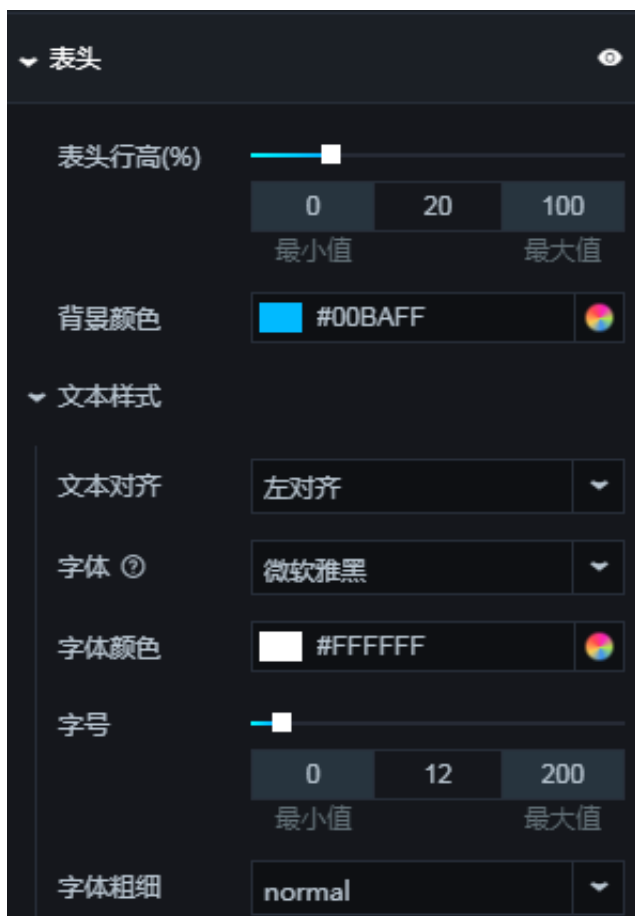 表头
表头行高(%)
0 20 100
最小值 最大值
背景颜色 #00BAFF
文本样式
文本对齐 左对齐
字体 微软雅黑
字体颜色 #FFFFFF
字号
0 12 200
最小值 最大值
字体粗细 normal